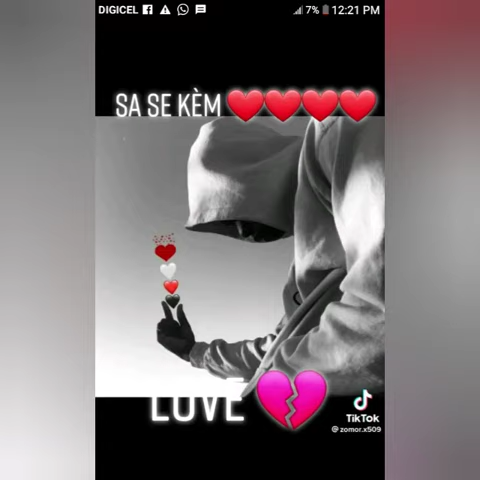 DIGICEL 7% 12:21 PM
SA SE KÈM
LOVE
TikTok
@zomor.x509